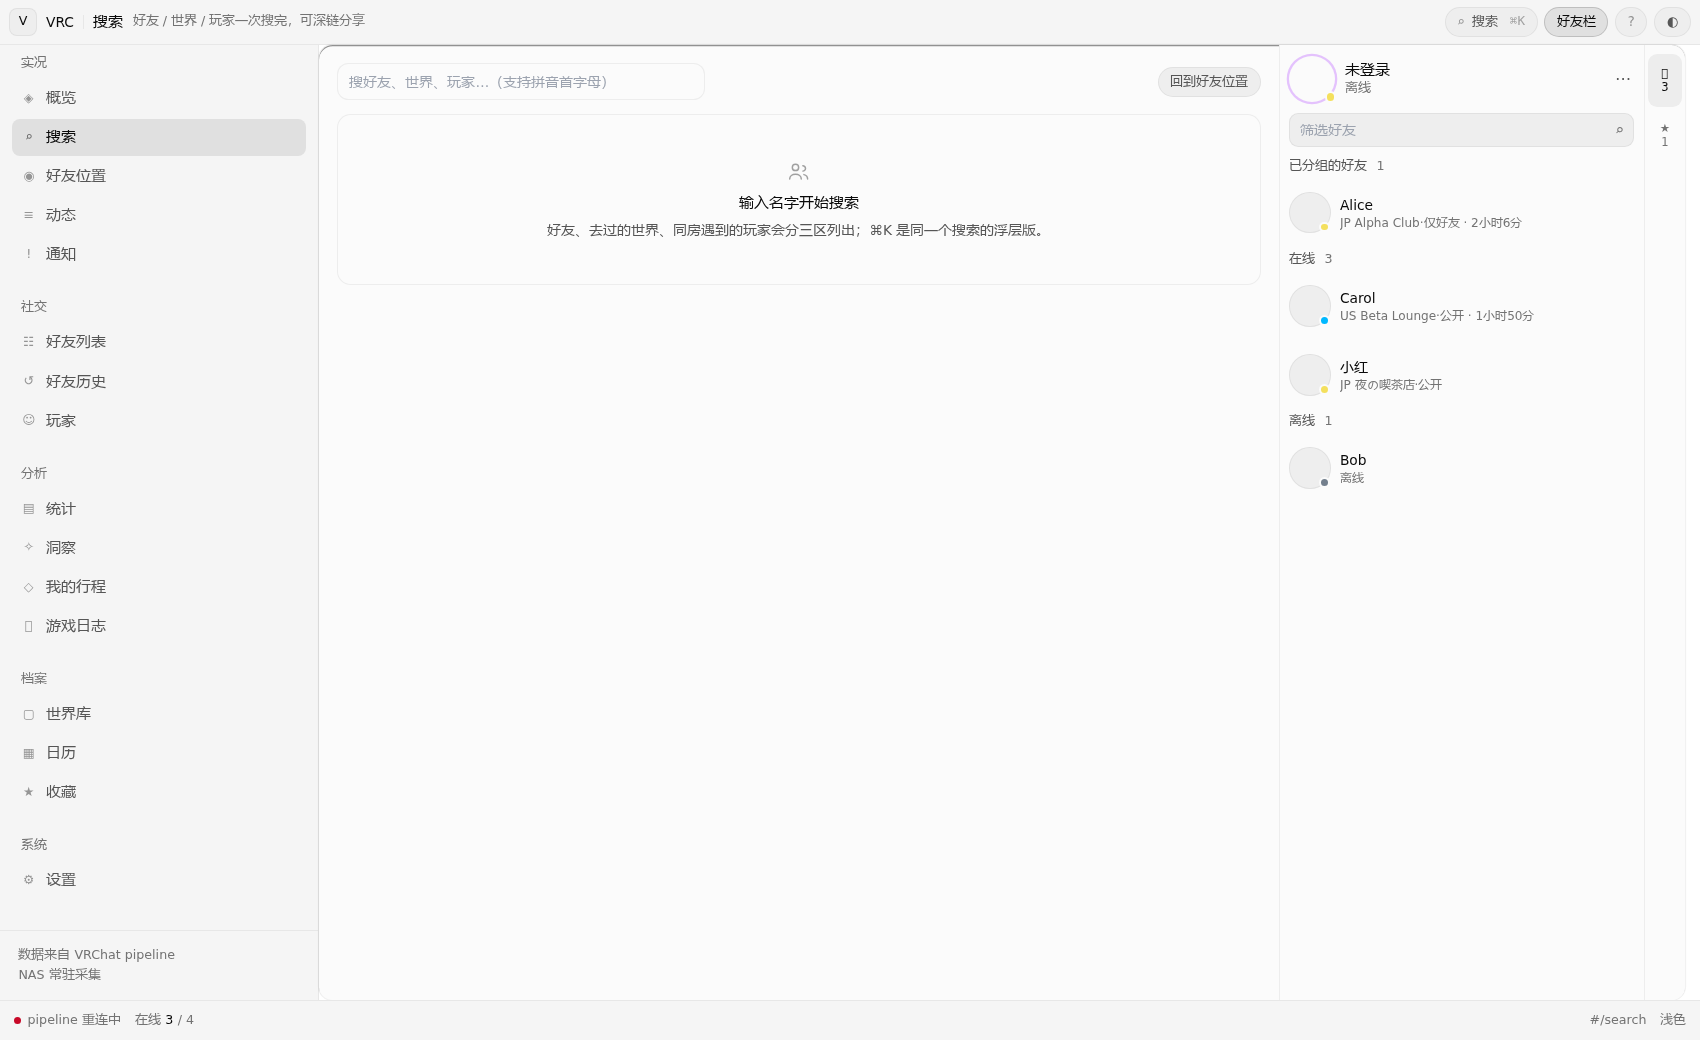 V VRC 搜索 好友 / 世界 / 玩家一次搜完，可深链分享
搜索 ⌘K 好友栏 ?
实况
概览
搜索
好友位置
动态
通知
社交
好友列表
好友历史
玩家
分析
统计
洞察
我的行程
游戏日志
档案
世界库
日历
收藏
系统
设置
数据来自 VRChat pipeline
NAS 常驻采集
搜好友、世界、玩家…（支持拼音首字母）
回到好友位置
输入名字开始搜索
好友、去过的世界、同房遇到的玩家会分三区列出；⌘K 是同一个搜索的浮层版。
未登录
离线
筛选好友
已分组的好友 1
Alice
JP Alpha Club·仅好友 · 2小时6分
在线 3
Carol
US Beta Lounge·公开 · 1小时50分
小红
JP 夜の喫茶店·公开
离线 1
Bob
离线
3
★
1
pipeline 重连中 在线 3 / 4
#/search 浅色